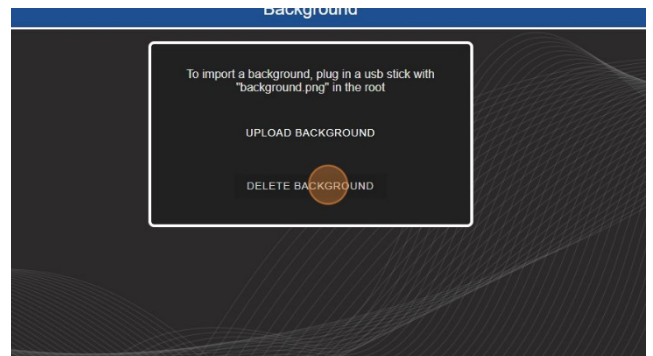 Background
To import a background, plug in a usb stick with
"background.png" in the root
UPLOAD BACKGROUND
DELETE BACKGROUND